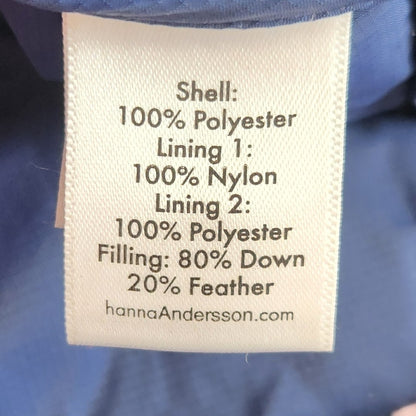 Shell:
100% Polyester
Lining 1:
100% Nylon
Lining 2:
100% Polyester
Filling: 80% Down
20% Feather
hannaAndersson.com